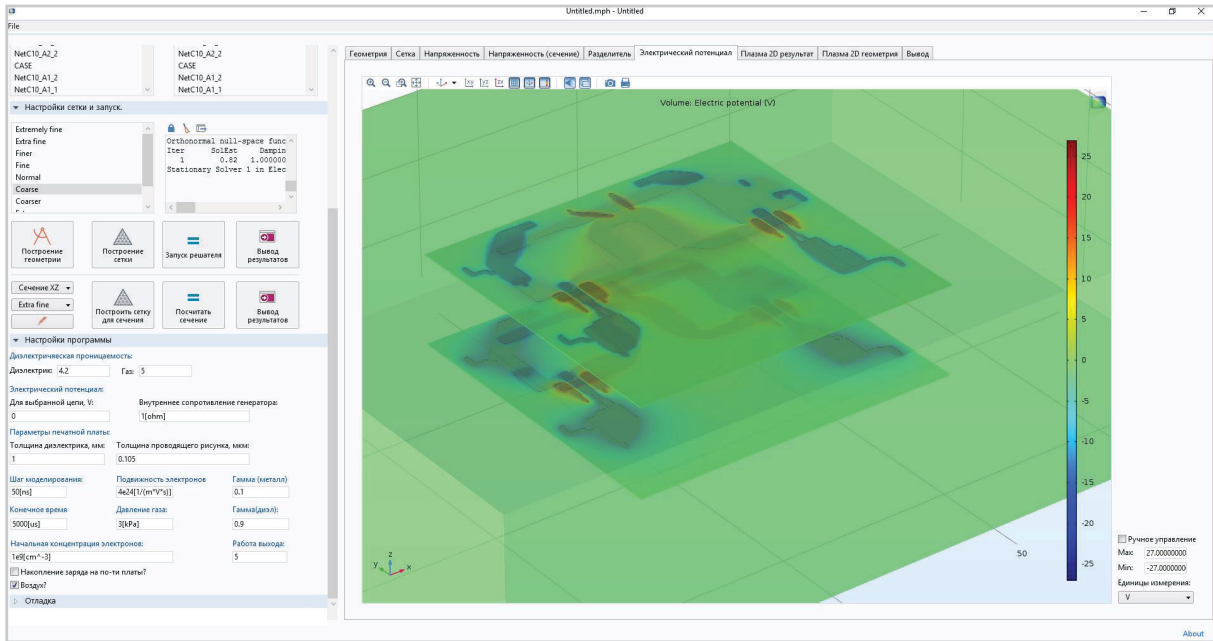 Untitled.mph - Untitled
File
NetC10_A2_2 NetC10_A2_2
CASE CASE
NetC10_A1_2 NetC10_A1_2
NetC10_A1_1 NetC10_A1_1
Настройки сетки и запуск.
Extremely fine
Extra fine
Finer
Fine
Normal
Coarse
Coarser
Orthonormal null-space func
Iter SolEst Dampin
1 0.82 1.000000
Stationary Solver 1 in Elec
Построение геометрии
Построение сетки
Запуск решателя
Вывод результатов
Сечение XZ
Extra fine
Построить сетку для сечения
Посчитать сечение
Вывод результатов
Настройки программы
Диэлектрическая проницаемость:
Диэлектрик: 4.2 Газ: 5
Электрический потенциал:
Для выбранной цепи, V: Внутреннее сопротивление генератора:
0 1[ohm]
Параметры печатной платы:
Толщина диэлектрика, мм: Толщина проводящего рисунка, мкм:
1 0.105
Шаг моделирования: Подвижность электронов Гамма (металл)
50[ns] 4e24[1/(m*V*s)] 0.1
Конечное время Давление газа: Гамма(диэл):
5000[us] 3[kPa] 0.9
Начальная концентрация электронов: Работа выхода:
1e9[cm^-3] 5
Накопление заряда на по-ти платы?
Воздух?
Отладка
Геометрия Сетка Напряженность Напряженность (сечение) Разделитель Электрический потенциал Плазма 2D результат Плазма 2D геометрия Вывод
Volume: Electric potential (V)
25
20
15
10
5
0
-5
-10
-15
-20
-25
50
z
y
x
Ручное управление
Max: 27.00000000
Min: -27.0000000
Единицы измерения:
V
About